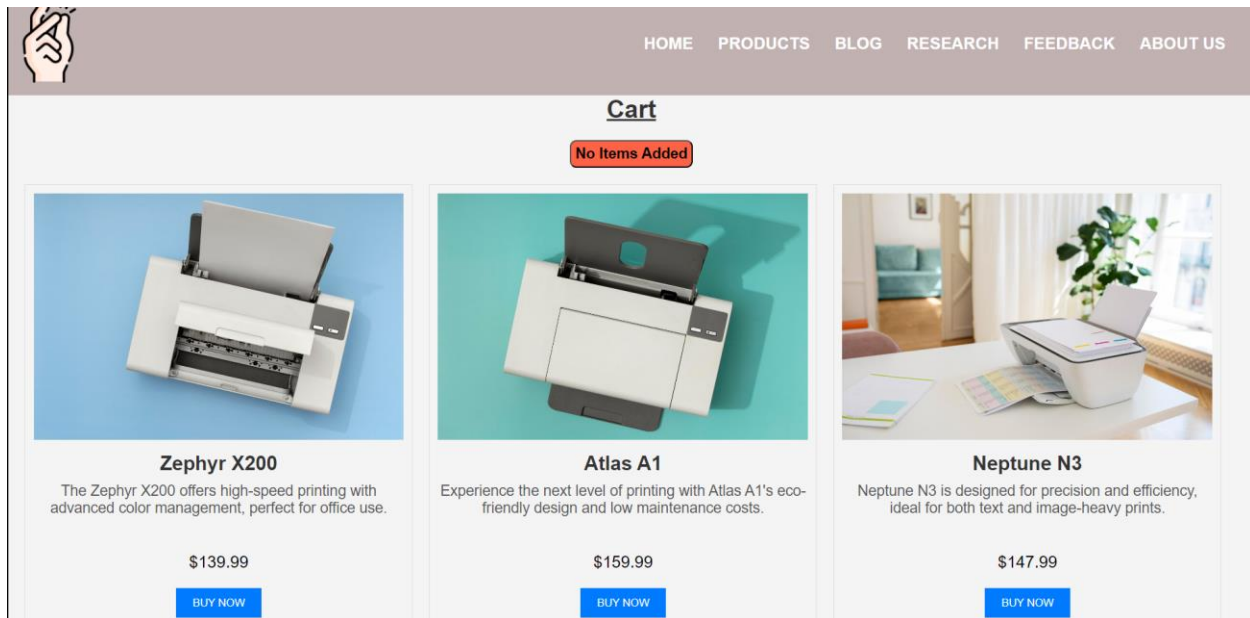 HOME PRODUCTS BLOG RESEARCH FEEDBACK ABOUT US
Cart
No Items Added
Zephyr X200
The Zephyr X200 offers high-speed printing with
advanced color management, perfect for office use.
$139.99
BUY NOW
Atlas A1
Experience the next level of printing with Atlas A1's eco-
friendly design and low maintenance costs.
$159.99
BUY NOW
Neptune N3
Neptune N3 is designed for precision and efficiency,
ideal for both text and image-heavy prints.
$147.99
BUY NOW